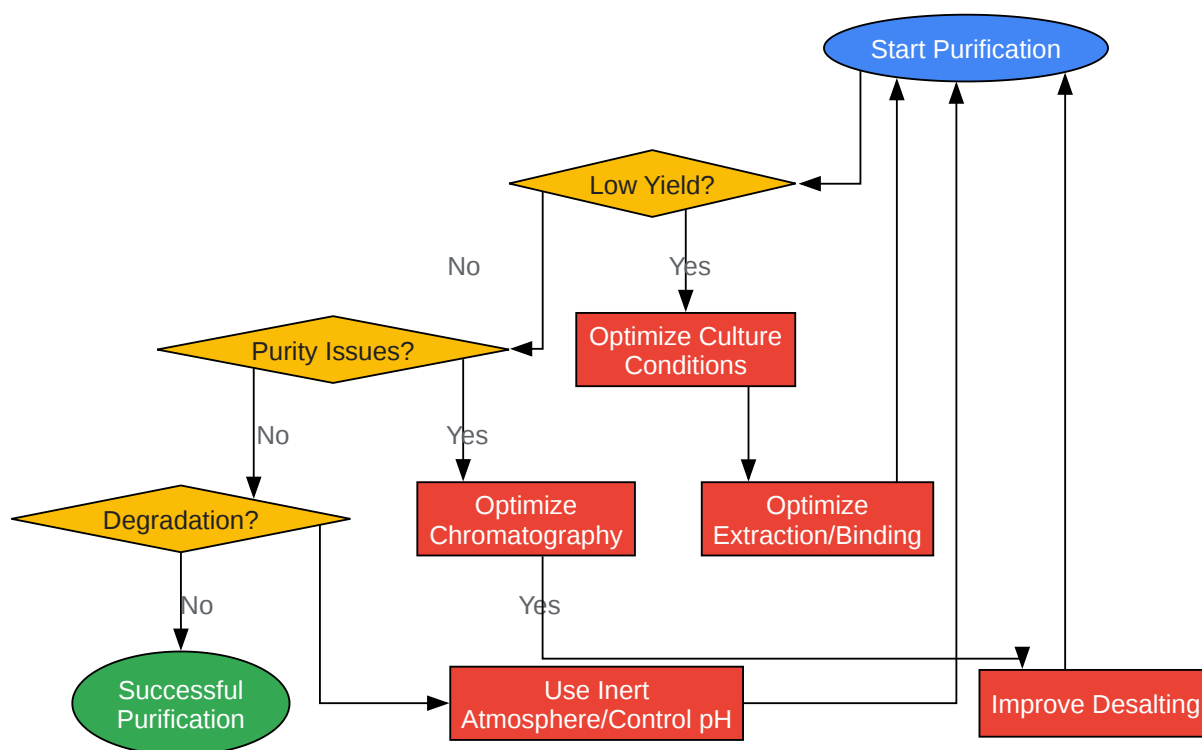 Start Purification
Low Yield?
No
Yes
Optimize Culture
Conditions
Purity Issues?
No
Yes
Optimize
Chromatography
Optimize
Extraction/Binding
Degradation?
No
Yes
Successful
Purification
Use Inert
Atmosphere/Control pH
Improve Desalting